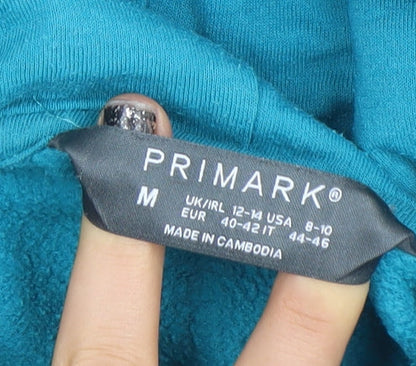 PRIMARK®
M
UK/IRL 12-14 USA 8-10
EUR 40-42 IT 44-46
MADE IN CAMBODIA